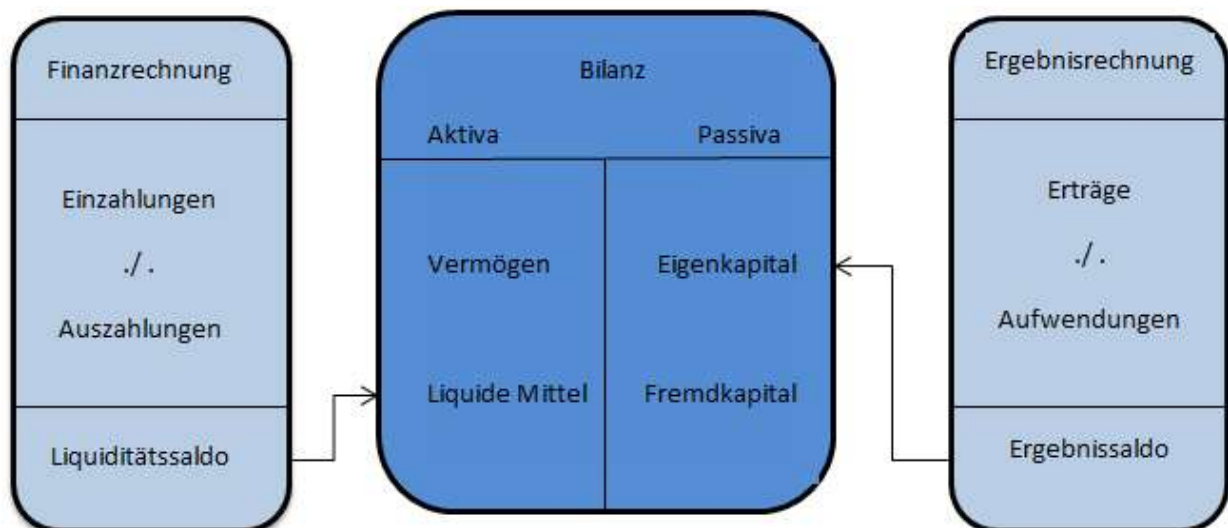 Finanzrechnung
Einzahlungen
./ .
Auszahlungen
Liquiditätssaldo
Bilanz
Aktiva Passiva
Vermögen Eigenkapital
Liquide Mittel Fremdkapital
Ergebnisrechnung
Erträge
./ .
Aufwendungen
Ergebnissaldo